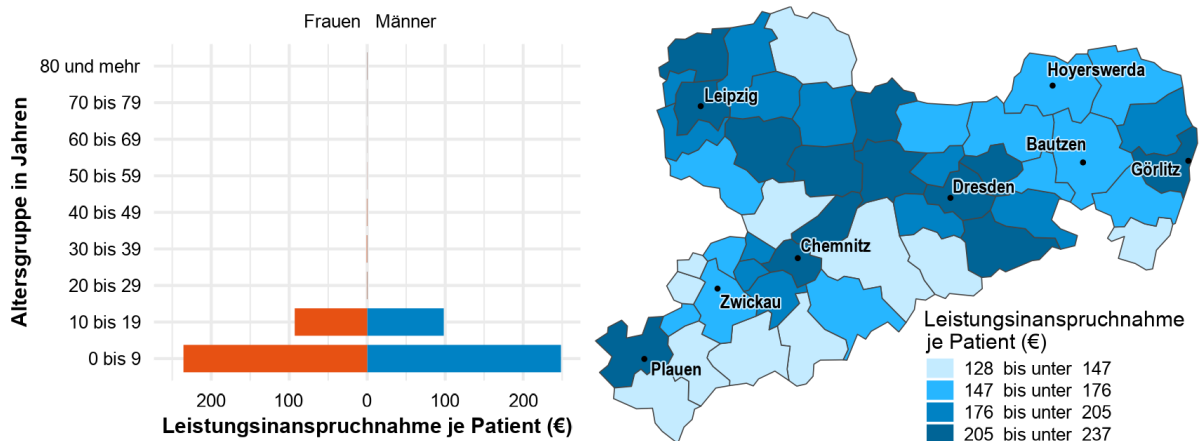 Frauen Männer
Altersgruppe in Jahren
80 und mehr
70 bis 79
60 bis 69
50 bis 59
40 bis 49
30 bis 39
20 bis 29
10 bis 19
0 bis 9
200 100 0 100 200
Leistungsinanspruchnahme je Patient (€)
Hoyerswerda
Leipzig
Bautzen
Görlitz
Dresden
Chemnitz
Zwickau
Plauen
Leistungsinanspruchnahme
je Patient (€)
128 bis unter 147
147 bis unter 176
176 bis unter 205
205 bis unter 237